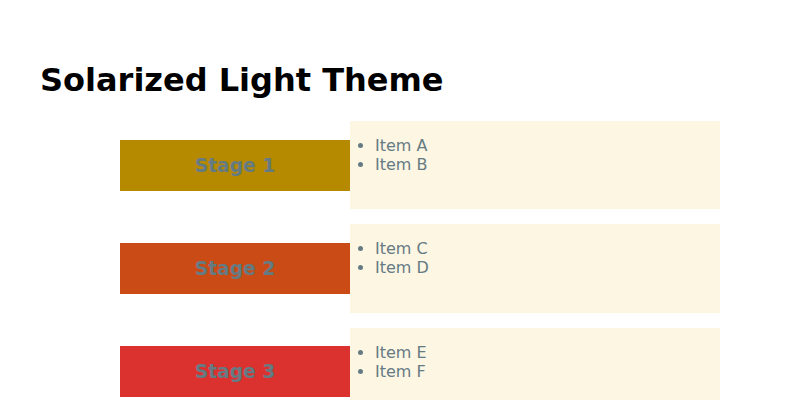 Solarized Light Theme
Stage 1
• Item A
• Item B
Stage 2
• Item C
• Item D
Stage 3
• Item E
• Item F